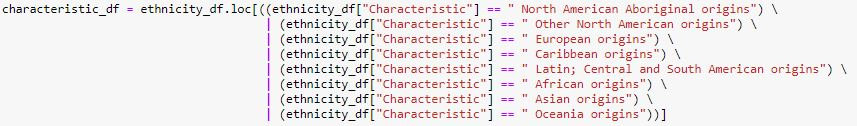 characteristic_df = ethnicity_df.loc[((ethnicity_df["Characteristic"] == " North American Aboriginal origins") \
| (ethnicity_df["Characteristic"] == " Other North American origins") \
| (ethnicity_df["Characteristic"] == " European origins") \
| (ethnicity_df["Characteristic"] == " Caribbean origins") \
| (ethnicity_df["Characteristic"] == " Latin; Central and South American origins") \
| (ethnicity_df["Characteristic"] == " African origins") \
| (ethnicity_df["Characteristic"] == " Asian origins") \
| (ethnicity_df["Characteristic"] == " Oceania origins"))]